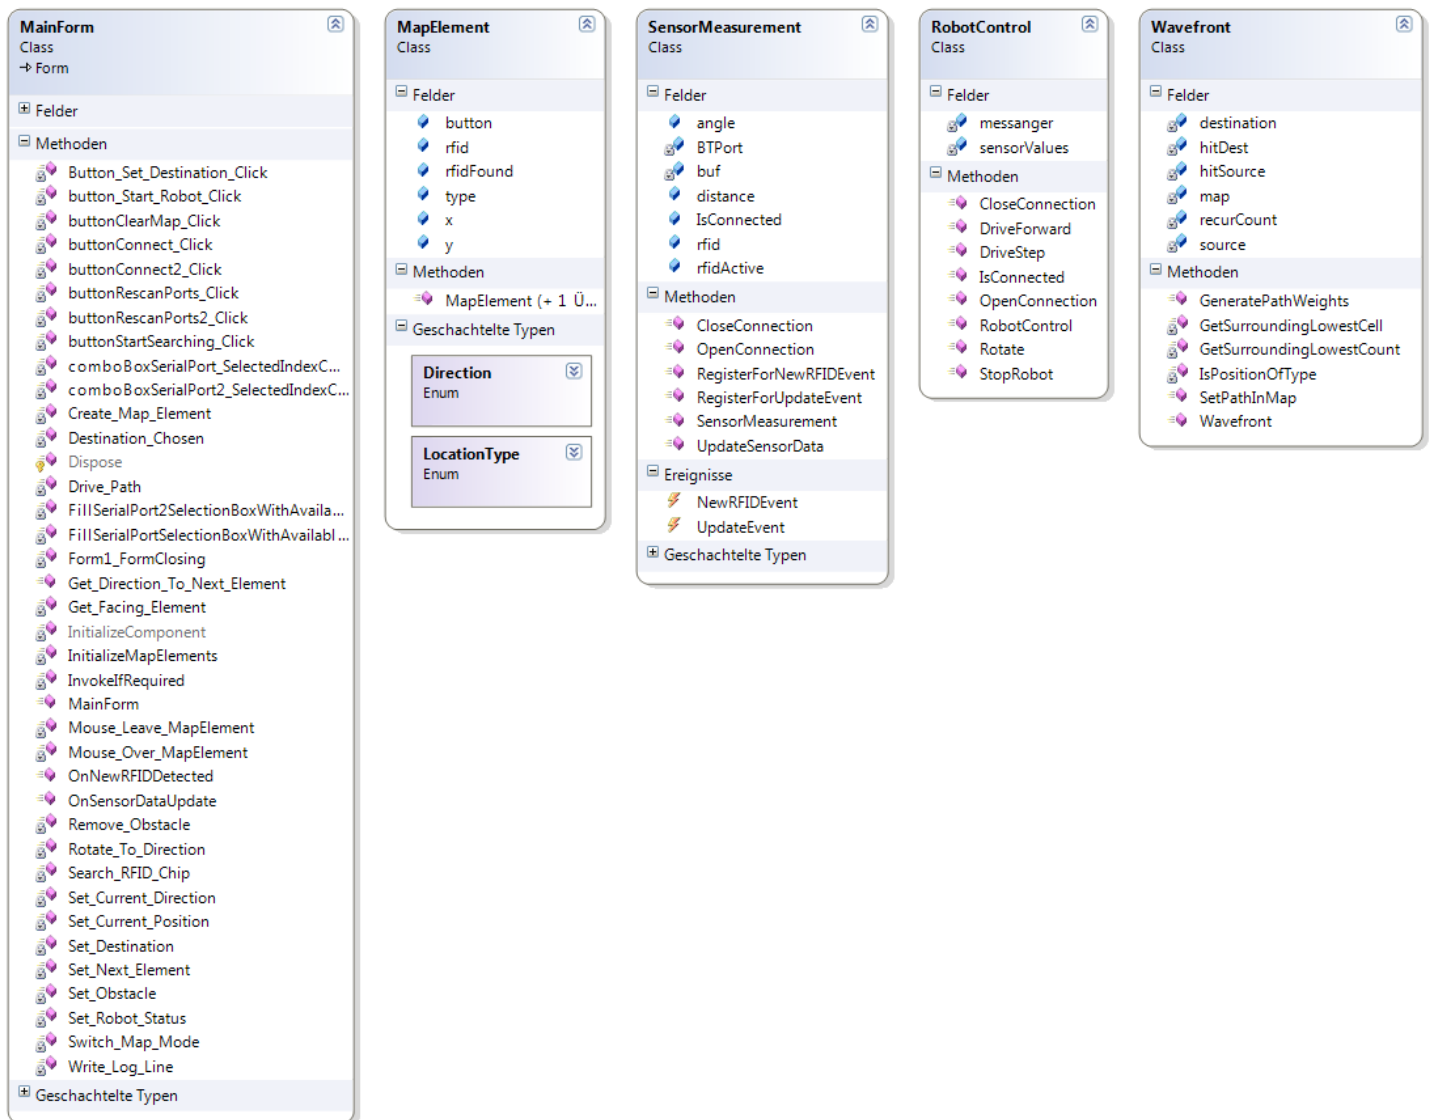 MainForm
Class
Form
Felder
Methoden
Button_Set_Destination_Click
button_Start_Robot_Click
buttonClearMap_Click
buttonConnect_Click
buttonConnect2_Click
buttonRescanPorts_Click
buttonRescanPorts2_Click
buttonStartSearching_Click
comboBoxSerialPort_SelectedIndexC...
comboBoxSerialPort2_SelectedIndexC...
Create_Map_Element
Destination_Chosen
Dispose
Drive_Path
FillSerialPort2SelectionBoxWithAvaila...
FillSerialPortSelectionBoxWithAvailabl...
Form1_FormClosing
Get_Direction_To_Next_Element
Get_Facing_Element
InitializeComponent
InitializeMapElements
InvokeIfRequired
MainForm
Mouse_Leave_MapElement
Mouse_Over_MapElement
OnNewRFIDDetected
OnSensorDataUpdate
Remove_Obstacle
Rotate_To_Direction
Search_RFID_Chip
Set_Current_Direction
Set_Current_Position
Set_Destination
Set_Next_Element
Set_Obstacle
Set_Robot_Status
Switch_Map_Mode
Write_Log_Line
Geschachtelte Typen
MapElement
Class
Felder
button
rfid
rfidFound
type
x
y
Methoden
MapElement (+ 1 Ü...
Geschachtelte Typen
Direction
Enum
LocationType
Enum
SensorMeasurement
Class
Felder
angle
BTPort
buf
distance
IsConnected
rfid
rfidActive
Methoden
CloseConnection
OpenConnection
RegisterForNewRFIDEvent
RegisterForUpdateEvent
SensorMeasurement
UpdateSensorData
Ereignisse
NewRFIDEvent
UpdateEvent
Geschachtelte Typen
RobotControl
Class
Felder
messanger
sensorValues
Methoden
CloseConnection
DriveForward
DriveStep
IsConnected
OpenConnection
RobotControl
Rotate
StopRobot
Wavefront
Class
Felder
destination
hitDest
hitSource
map
recurCount
source
Methoden
GeneratePathWeights
GetSurroundingLowestCell
GetSurroundingLowestCount
IsPositionOfType
SetPathInMap
Wavefront